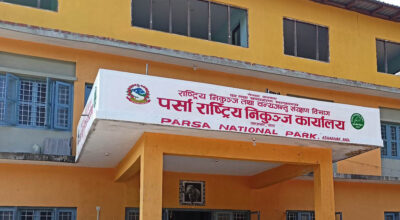 राष्ट्रिय निकुञ्ज तथा वन्यजन्तु संरक्षण विभाग
पर्सा राष्ट्रिय निकुञ्ज कार्यालय
PARSA NATIONAL PARK,